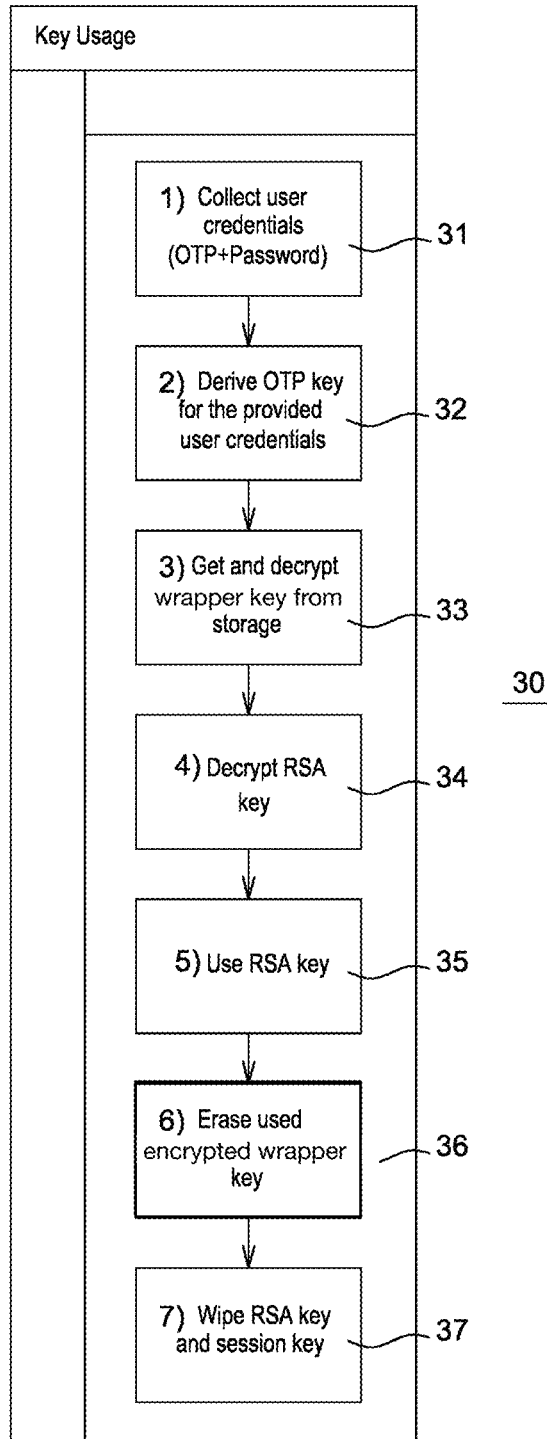 Key Usage
1) Collect user
credentials
(OTP+Password)
31
2) Derive OTP key
for the provided
user credentials
32
3) Get and decrypt
wrapper key from
storage
33
30
4) Decrypt RSA
key
34
5) Use RSA key
35
6) Erase used
encrypted wrapper
key
36
7) Wipe RSA key
and session key
37